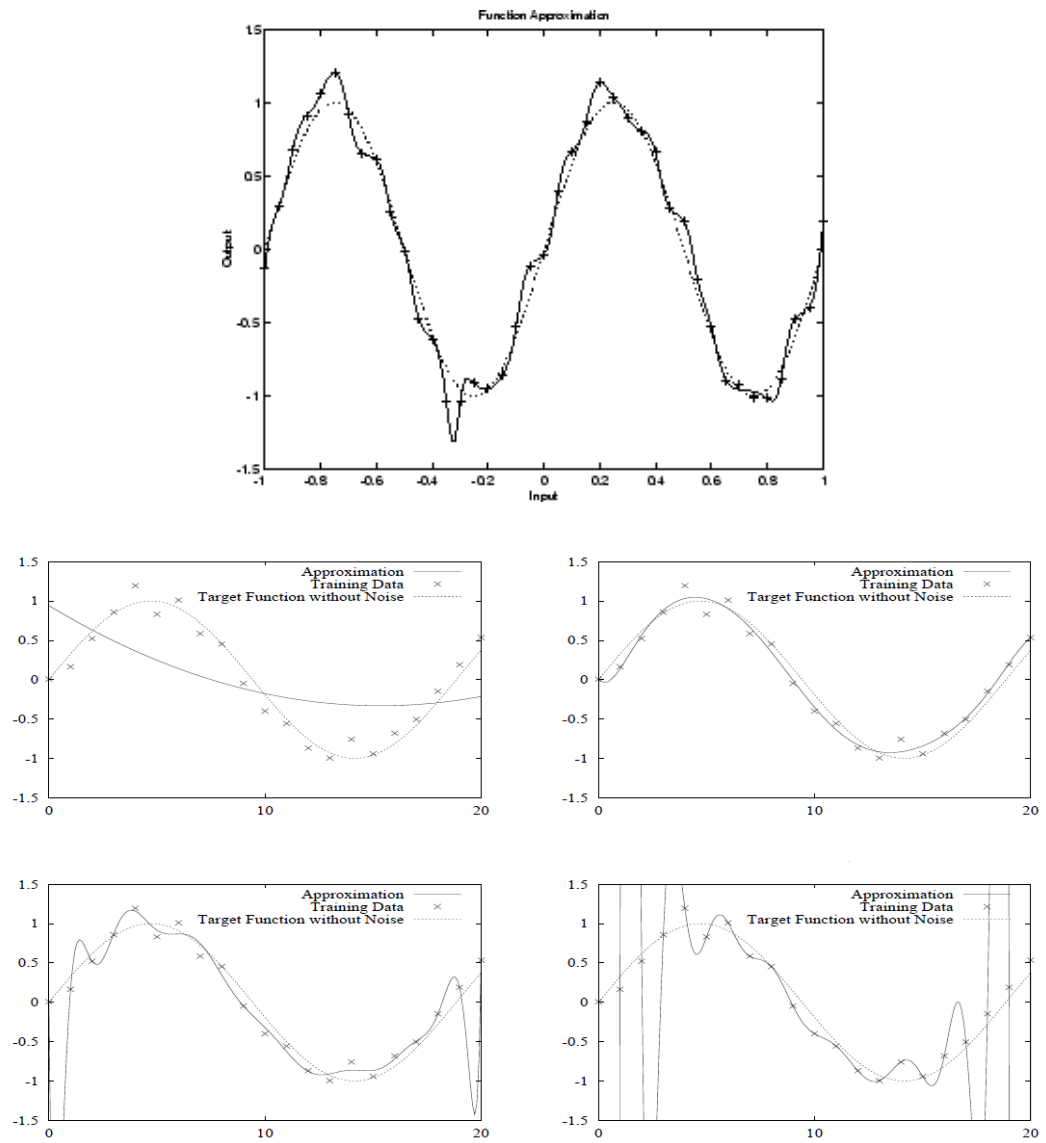 Function Approximation
1.5
1
0.5
0
-0.5
-1
-1.5
Output
-1 -0.8 -0.6 -0.4 -0.2 0 0.2 0.4 0.6 0.8 1
Input
1.5
1
0.5
0
-0.5
-1
-1.5
0 10 20
Approximation
Training Data
Target Function without Noise
1.5
1
0.5
0
-0.5
-1
-1.5
0 10 20
Approximation
Training Data
Target Function without Noise
1.5
1
0.5
0
-0.5
-1
-1.5
0 10 20
Approximation
Training Data
Target Function without Noise
1.5
1
0.5
0
-0.5
-1
-1.5
0 10 20
Approximation
Training Data
Target Function without Noise